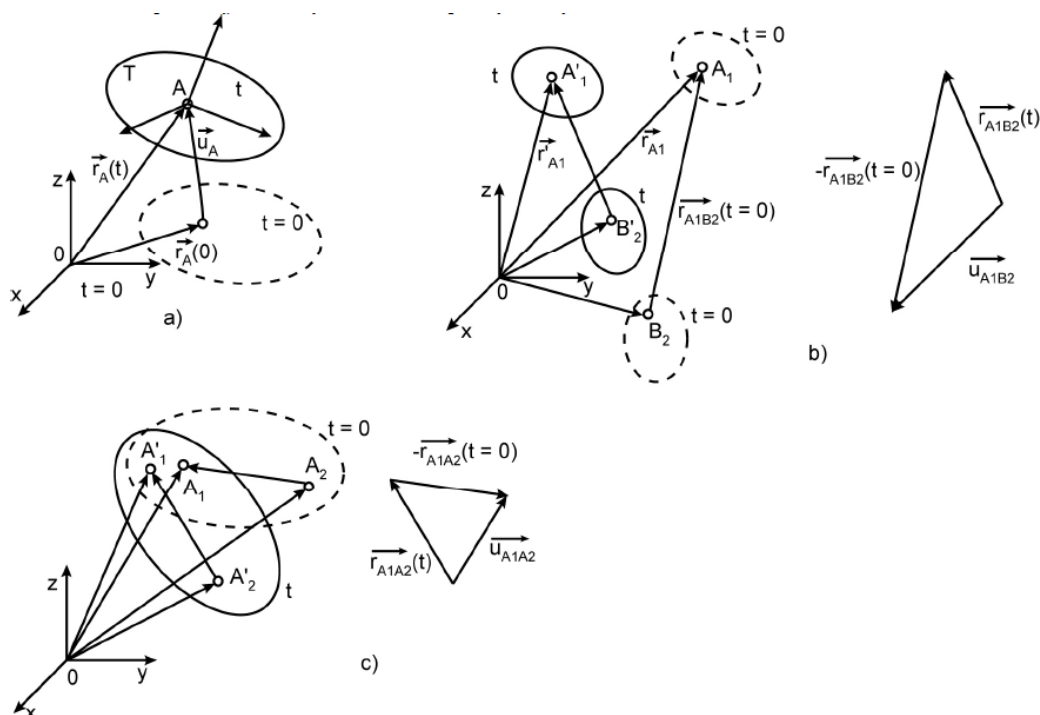 T
A
t
u_A
r_A(t)
z
t = 0
0
r_A(0)
y
x
t = 0
a)
t = 0
t
A'_1
A_1
r'_A1
r_A1
z
t
B'_2
r_A1B2(t = 0)
y
0
x
B_2
t = 0
r_A1B2(t)
-r_A1B2(t = 0)
u_A1B2
b)
t = 0
A'_1
A_1
A_2
A'_2
t
z
0
y
x
-r_A1A2(t = 0)
r_A1A2(t)
u_A1A2
c)